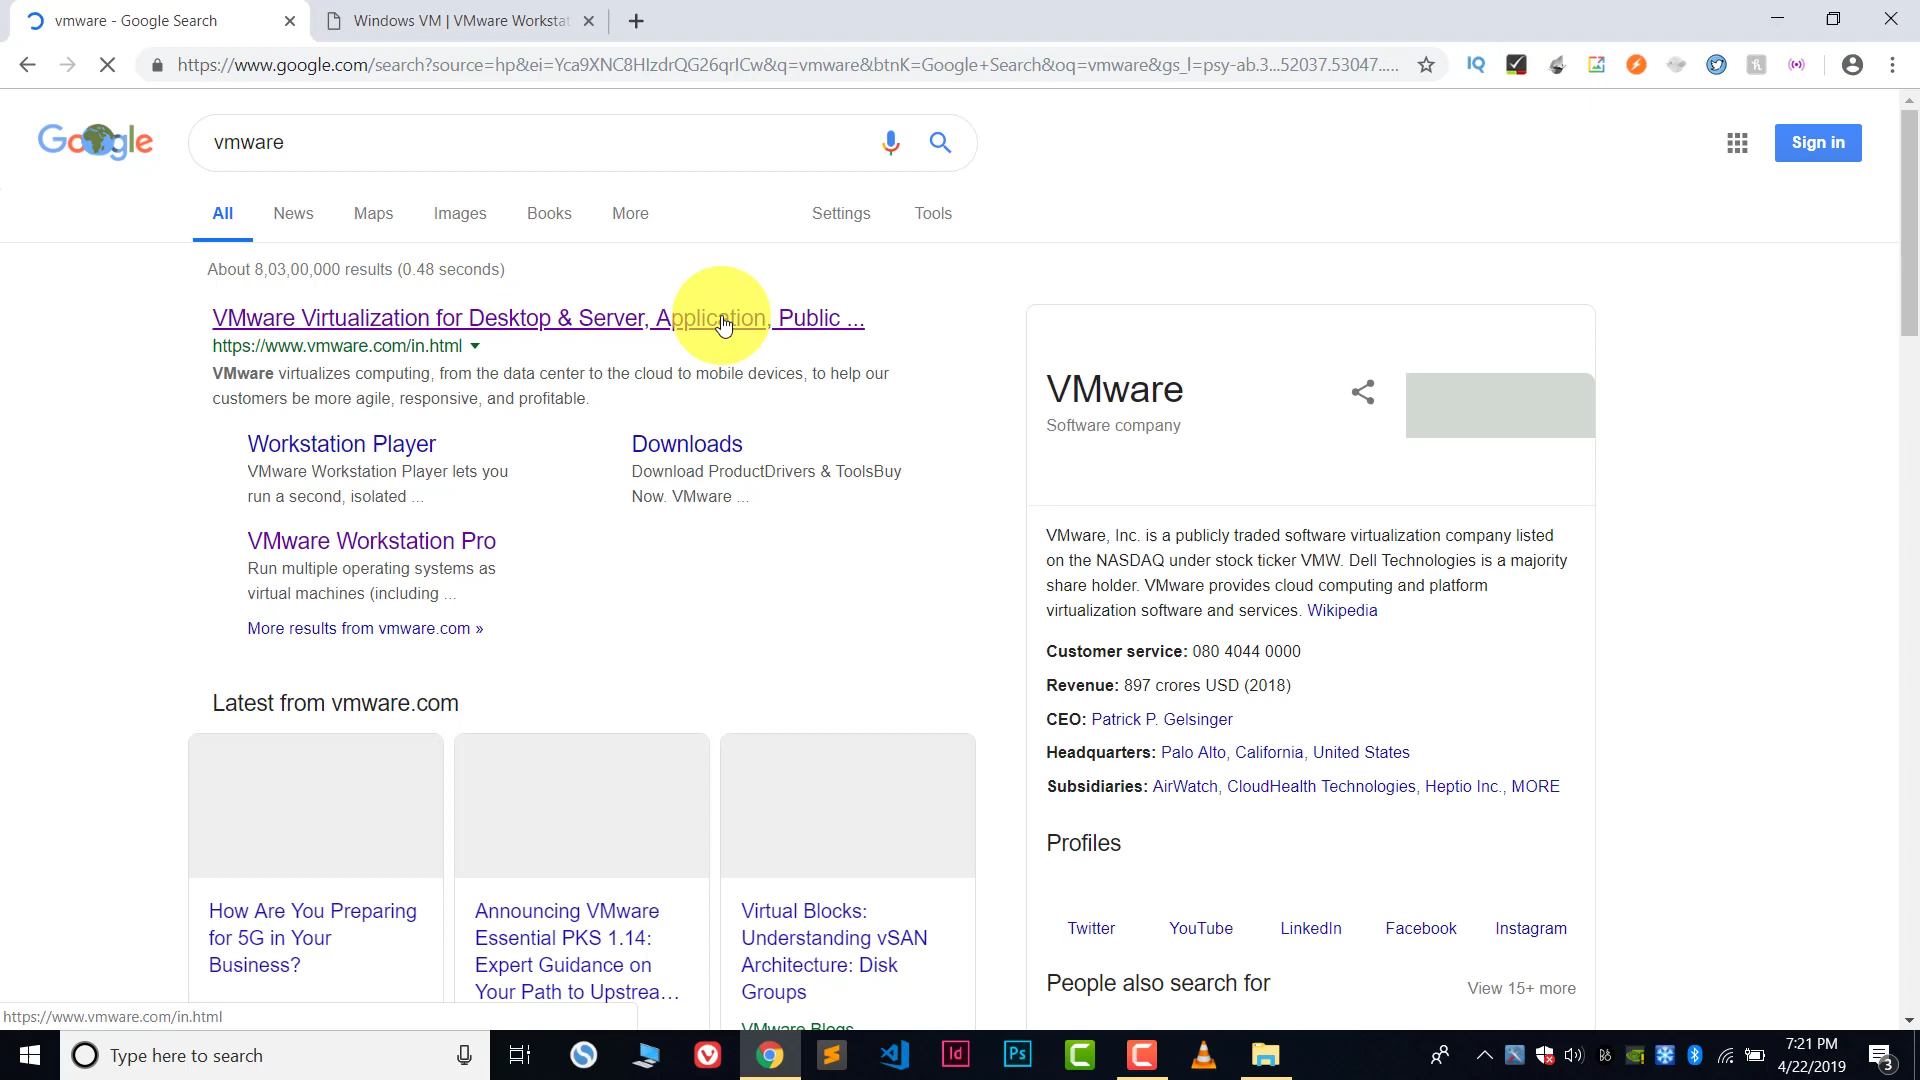 vmware - Google Search
Windows VM | VMware Workstat
https://www.google.com/search?source=hp&ei=Yca9XNC8HIzdrQG26qrICw&q=vmware&btnK=Google+Search&oq=vmware&gs_l=psy-ab.3...52037.53047.....
IQ
Google
vmware
Sign in
All News Maps Images Books More Settings Tools
About 8,03,00,000 results (0.48 seconds)
VMware Virtualization for Desktop & Server, Application, Public ...
https://www.vmware.com/in.html
VMware virtualizes computing, from the data center to the cloud to mobile devices, to help our
customers be more agile, responsive, and profitable.
Workstation Player
VMware Workstation Player lets you
run a second, isolated ...
Downloads
Download ProductDrivers & ToolsBuy
Now. VMware ...
VMware Workstation Pro
Run multiple operating systems as
virtual machines (including ...
More results from vmware.com »
Latest from vmware.com
How Are You Preparing
for 5G in Your
Business?
Announcing VMware
Essential PKS 1.14:
Expert Guidance on
Your Path to Upstrea...
Virtual Blocks:
Understanding vSAN
Architecture: Disk
Groups
VMware Blogs
VMware
Software company
VMware, Inc. is a publicly traded software virtualization company listed
on the NASDAQ under stock ticker VMW. Dell Technologies is a majority
share holder. VMware provides cloud computing and platform
virtualization software and services. Wikipedia
Customer service: 080 4044 0000
Revenue: 897 crores USD (2018)
CEO: Patrick P. Gelsinger
Headquarters: Palo Alto, California, United States
Subsidiaries: AirWatch, CloudHealth Technologies, Heptio Inc., MORE
Profiles
Twitter YouTube LinkedIn Facebook Instagram
People also search for
View 15+ more
https://www.vmware.com/in.html
Type here to search
Id
Ps
7:21 PM
4/22/2019
3